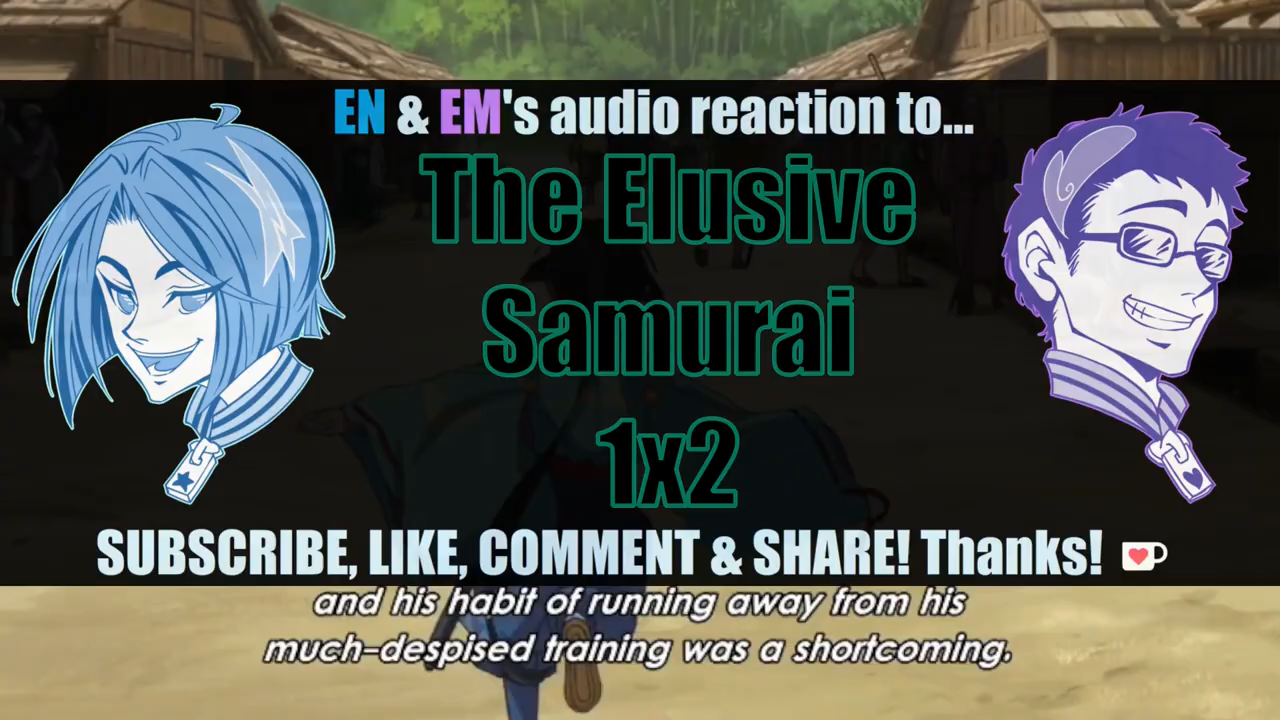 EN & EM's audio reaction to...
The Elusive
Samurai
1x2
SUBSCRIBE, LIKE, COMMENT & SHARE! Thanks!
and his habit of running away from his
much-despised training was a shortcoming.